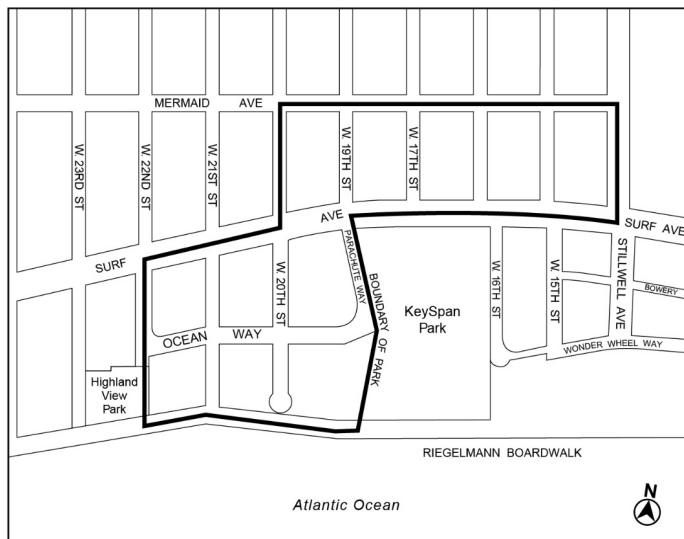 MERMAID AVE
W. 23RD ST
W. 22ND ST
W. 21ST ST
W. 19TH ST
W. 17TH ST
SURF AVE
SURF AVE
W. 20TH ST
PARACHUTE WAY
BOUNDARY OF PARK
KeySpan
Park
W. 16TH ST
W. 15TH ST
STILLWELL AVE
BOWERY
WONDER WHEEL WAY
OCEAN WAY
Highland
View
Park
RIEGELMANN BOARDWALK
Atlantic Ocean
N